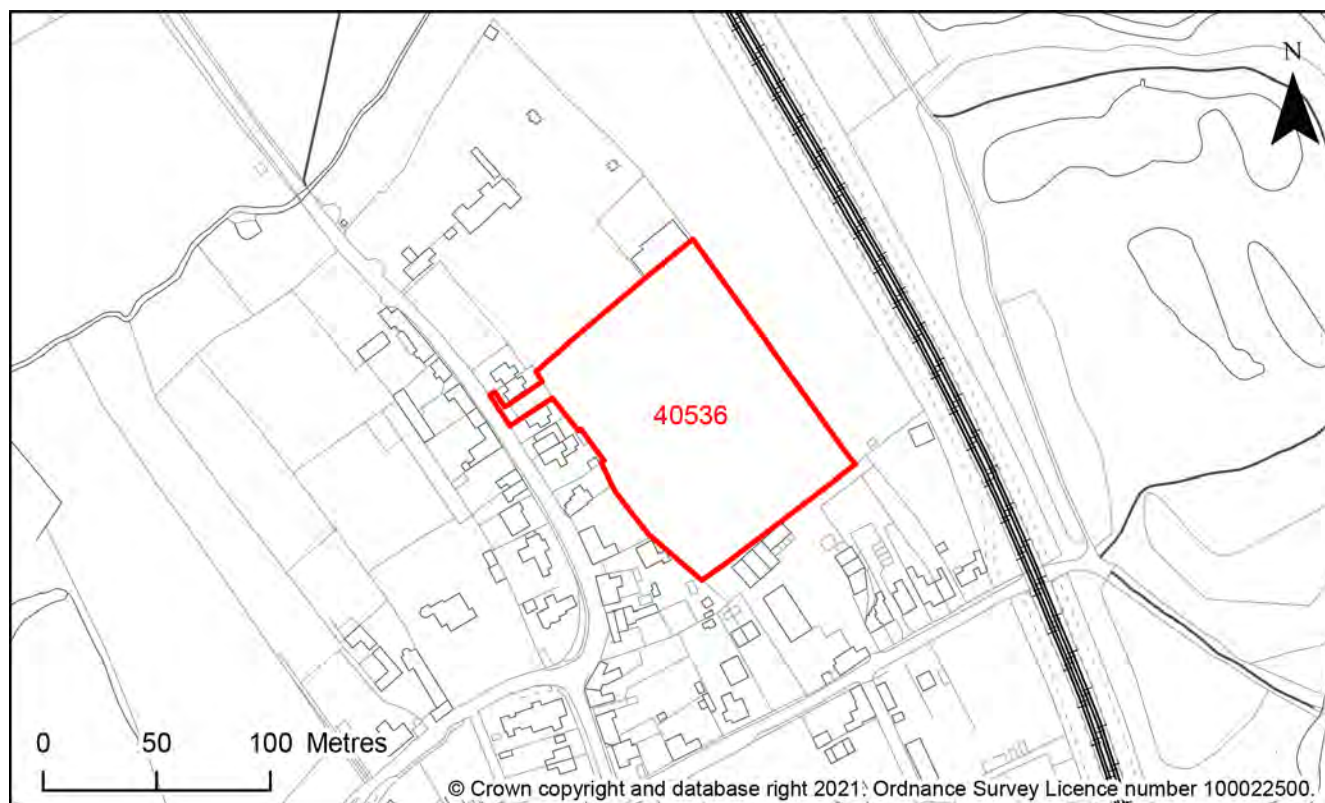 N
40536
0 50 100 Metres
© Crown copyright and database right 2021. Ordnance Survey Licence number 100022500.